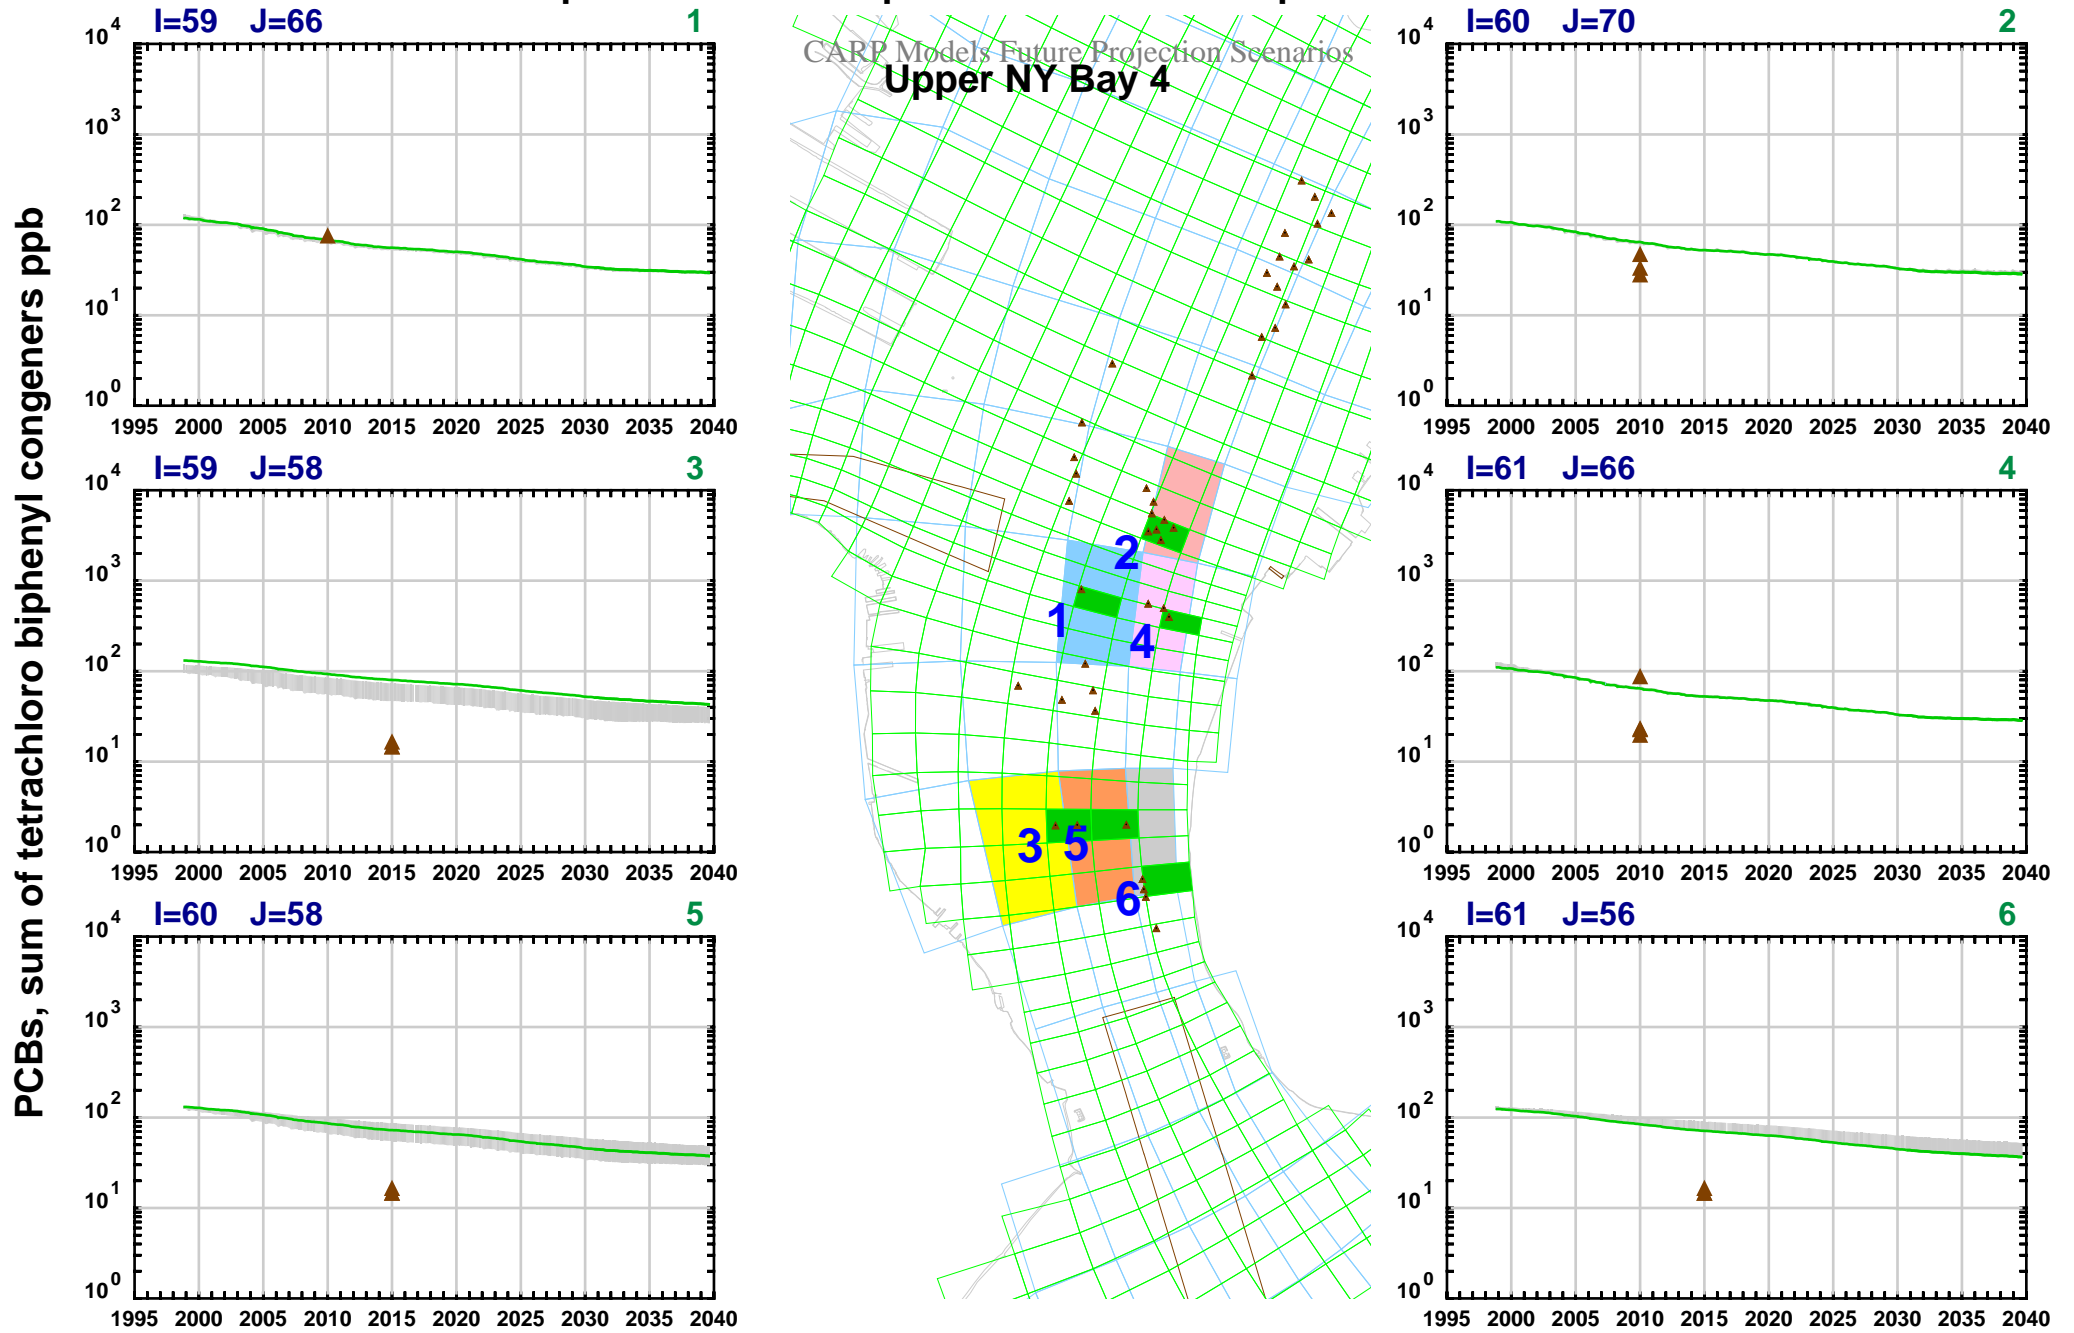 I=59 J=66 1
10^4
10^3
10^2
10^1
10^0
1995 2000 2005 2010 2015 2020 2025 2030 2035 2040
I=59 J=58 3
10^4
10^3
10^2
10^1
10^0
1995 2000 2005 2010 2015 2020 2025 2030 2035 2040
I=60 J=58 5
10^4
10^3
10^2
10^1
10^0
1995 2000 2005 2010 2015 2020 2025 2030 2035 2040
PCBs, sum of tetrachloro biphenyl congeners ppb
CARP Models Future Projection Scenarios
Upper NY Bay 4
2
1
4
3 5
6
I=60 J=70 2
10^4
10^3
10^2
10^1
10^0
1995 2000 2005 2010 2015 2020 2025 2030 2035 2040
I=61 J=66 4
10^4
10^3
10^2
10^1
10^0
1995 2000 2005 2010 2015 2020 2025 2030 2035 2040
I=61 J=56 6
10^4
10^3
10^2
10^1
10^0
1995 2000 2005 2010 2015 2020 2025 2030 2035 2040